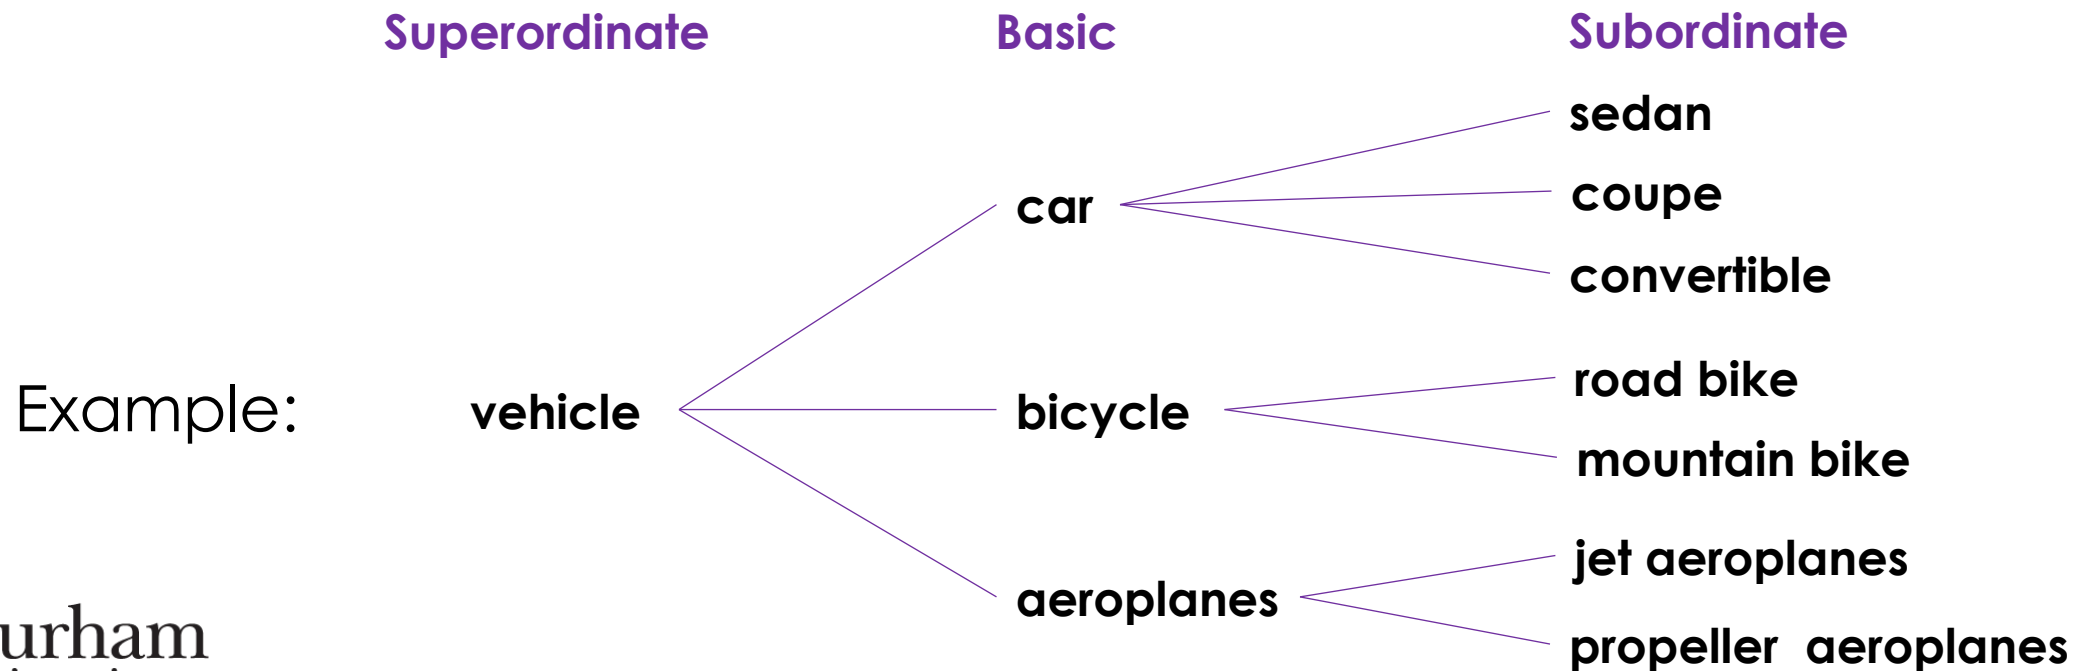 Superordinate Basic Subordinate
sedan
car coupe
convertible
road bike
Example: vehicle bicycle
mountain bike
jet aeroplanes
aeroplanes
urham
propeller aeroplanes